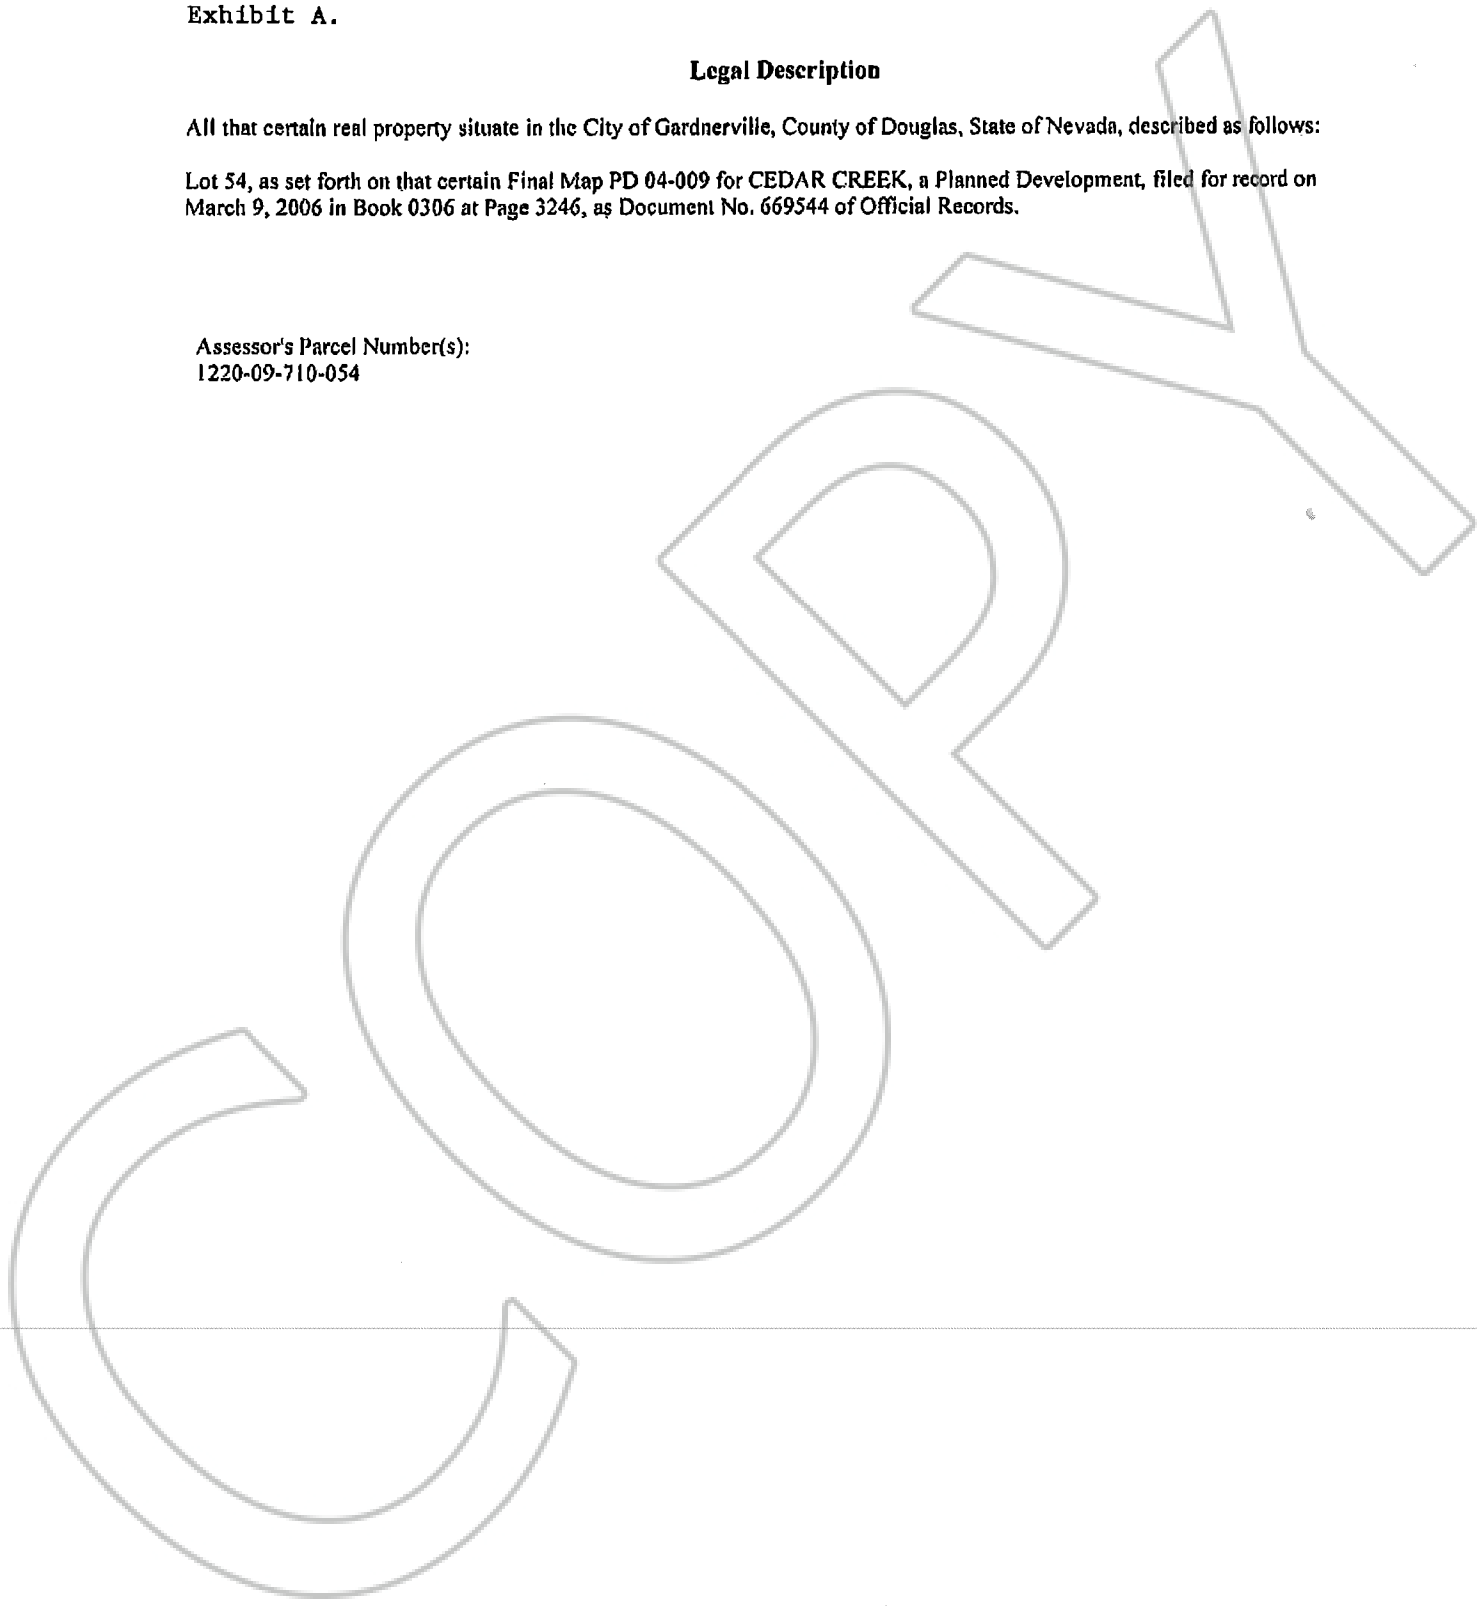 Exhibit A.
Legal Description
All that certain real property situate in the City of Gardnerville, County of Douglas, State of Nevada, described as follows:
Lot 54, as set forth on that certain Final Map PD 04-009 for CEDAR CREEK, a Planned Development, filed for record on
March 9, 2006 in Book 0306 at Page 3246, as Document No. 669544 of Official Records.
Assessor's Parcel Number(s):
1220-09-710-054
COPY